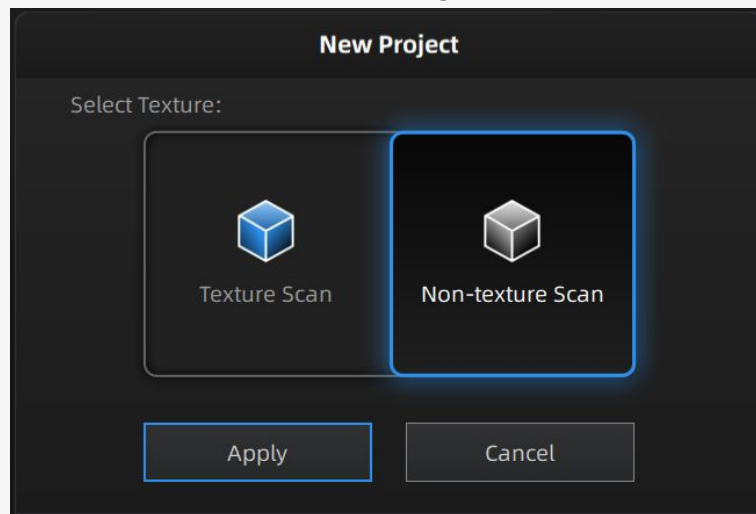 New Project
Select Texture:
Texture Scan
Non-texture Scan
Apply
Cancel